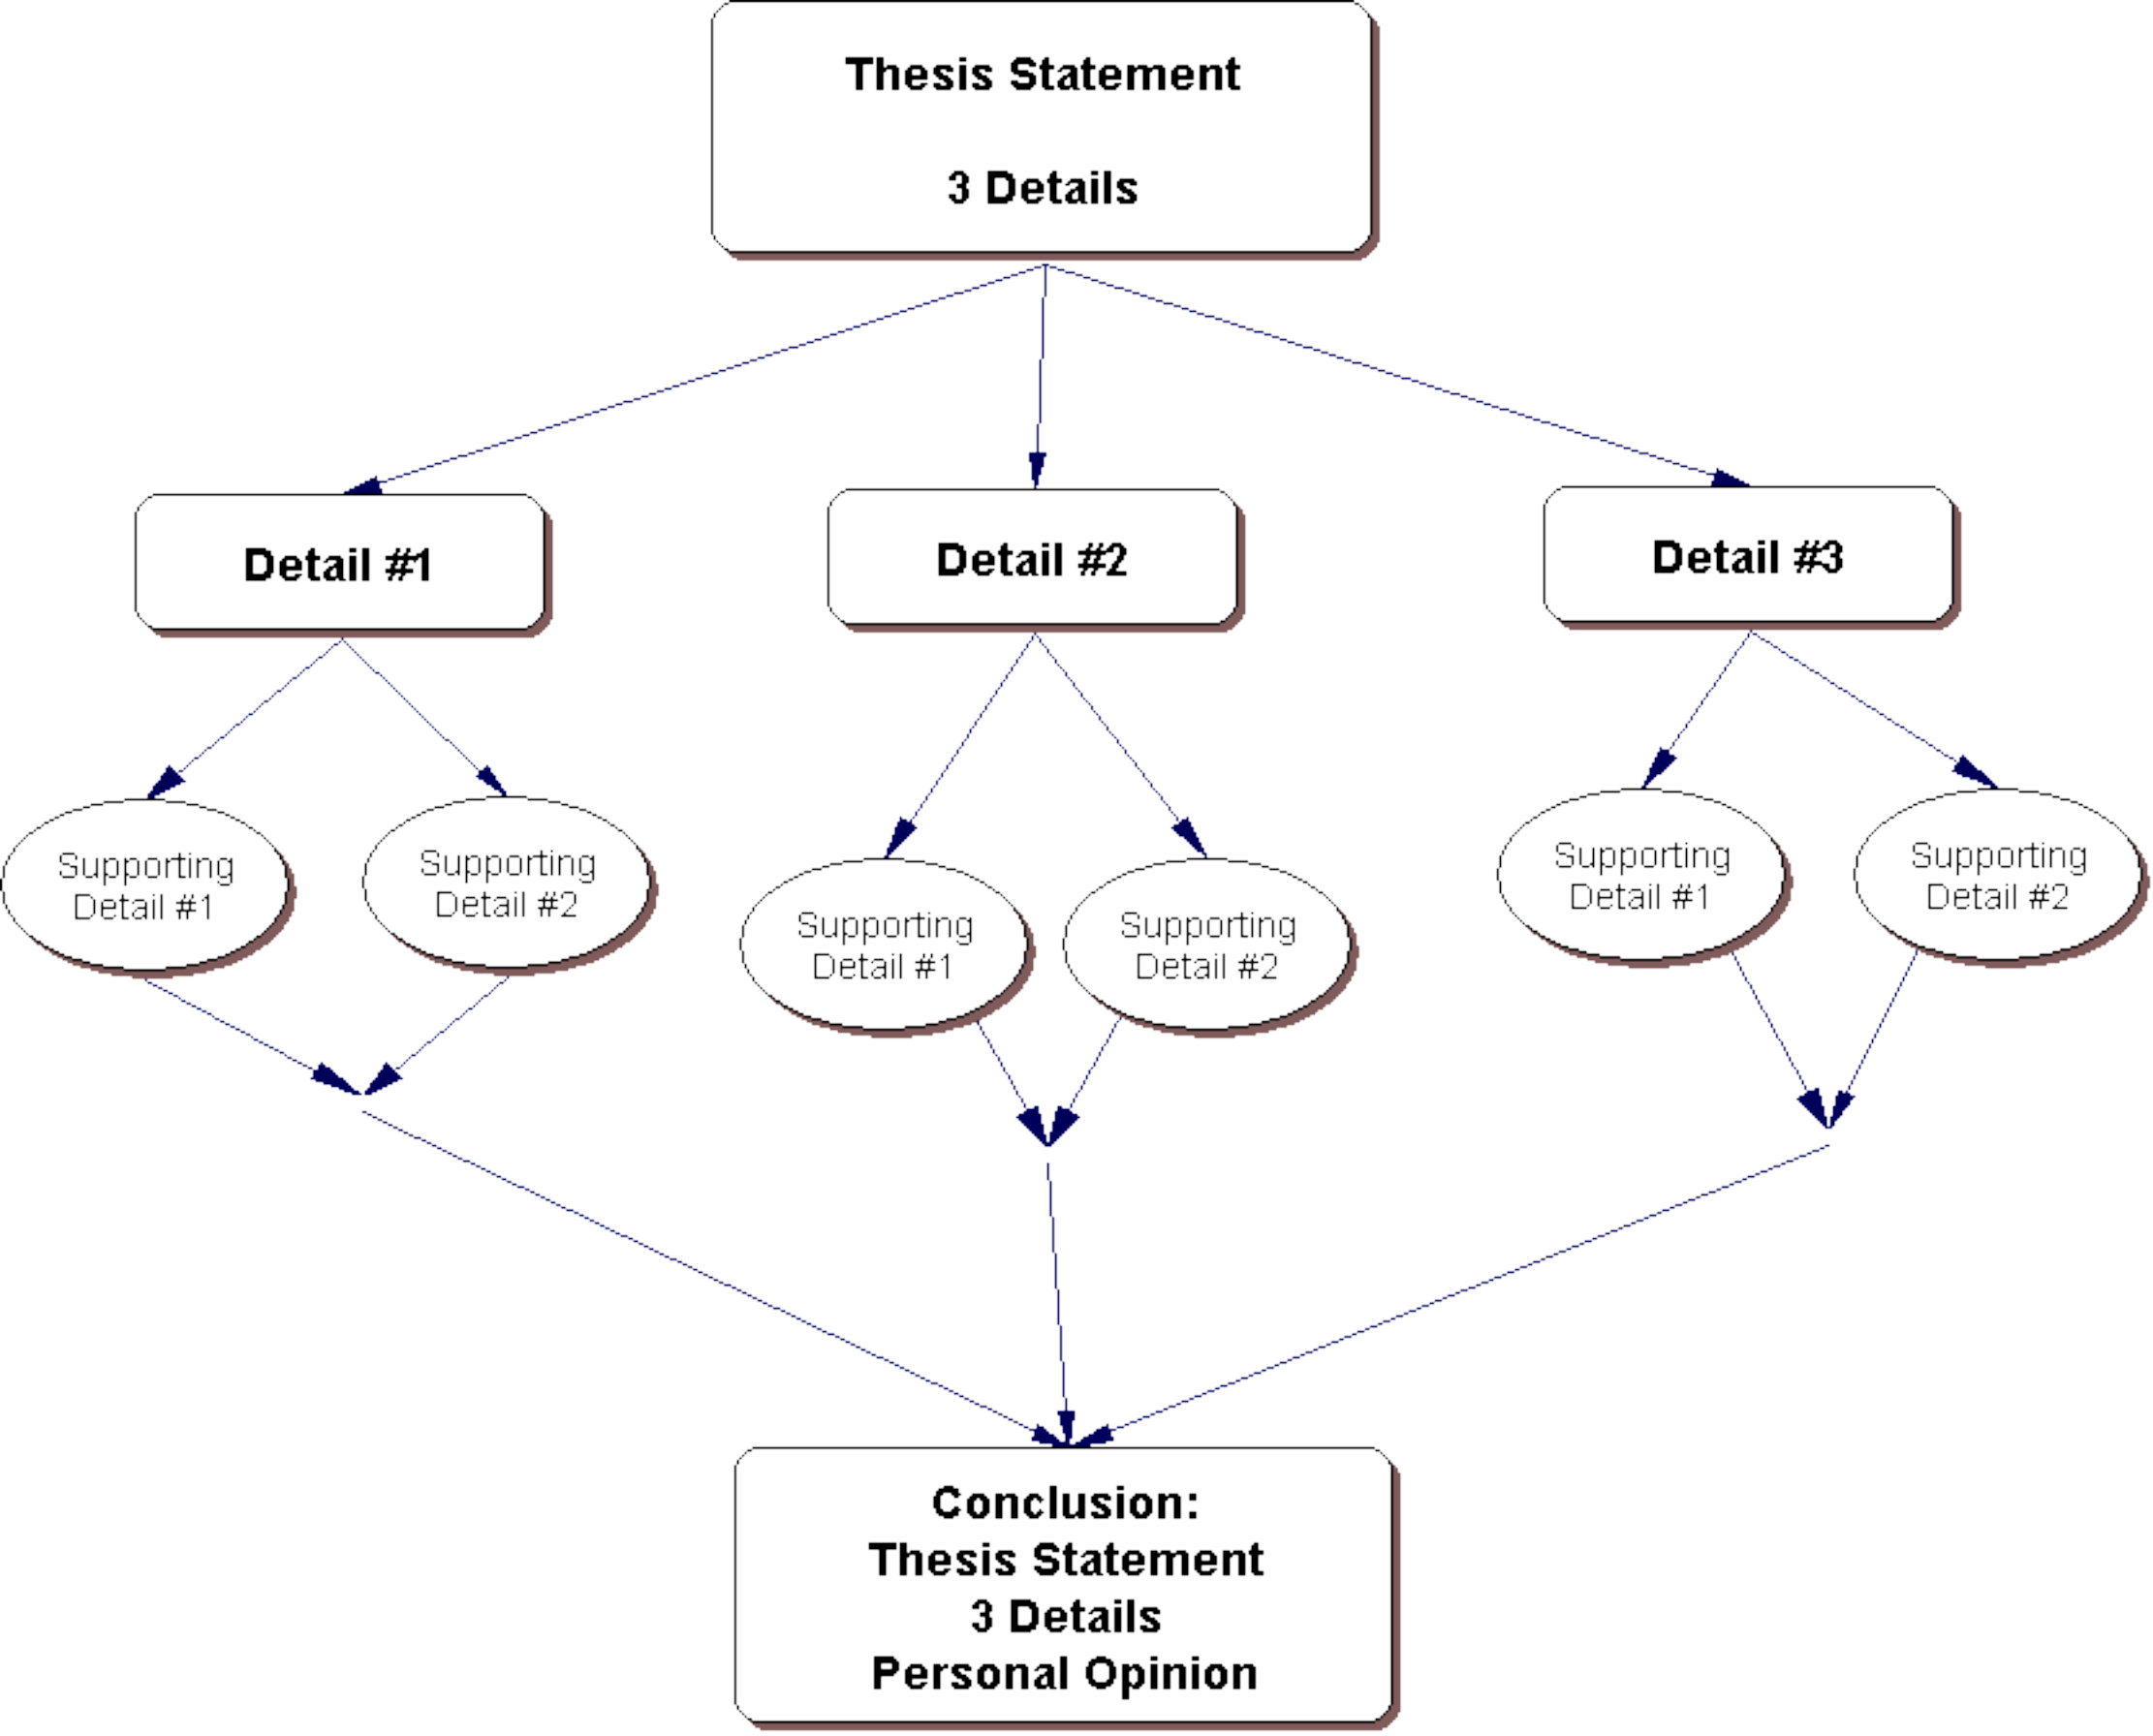 Thesis Statement
3 Details
Detail #1
Detail #2
Detail #3
Supporting
Detail #1
Supporting
Detail #2
Supporting
Detail #1
Supporting
Detail #2
Supporting
Detail #1
Supporting
Detail #2
Conclusion:
Thesis Statement
3 Details
Personal Opinion